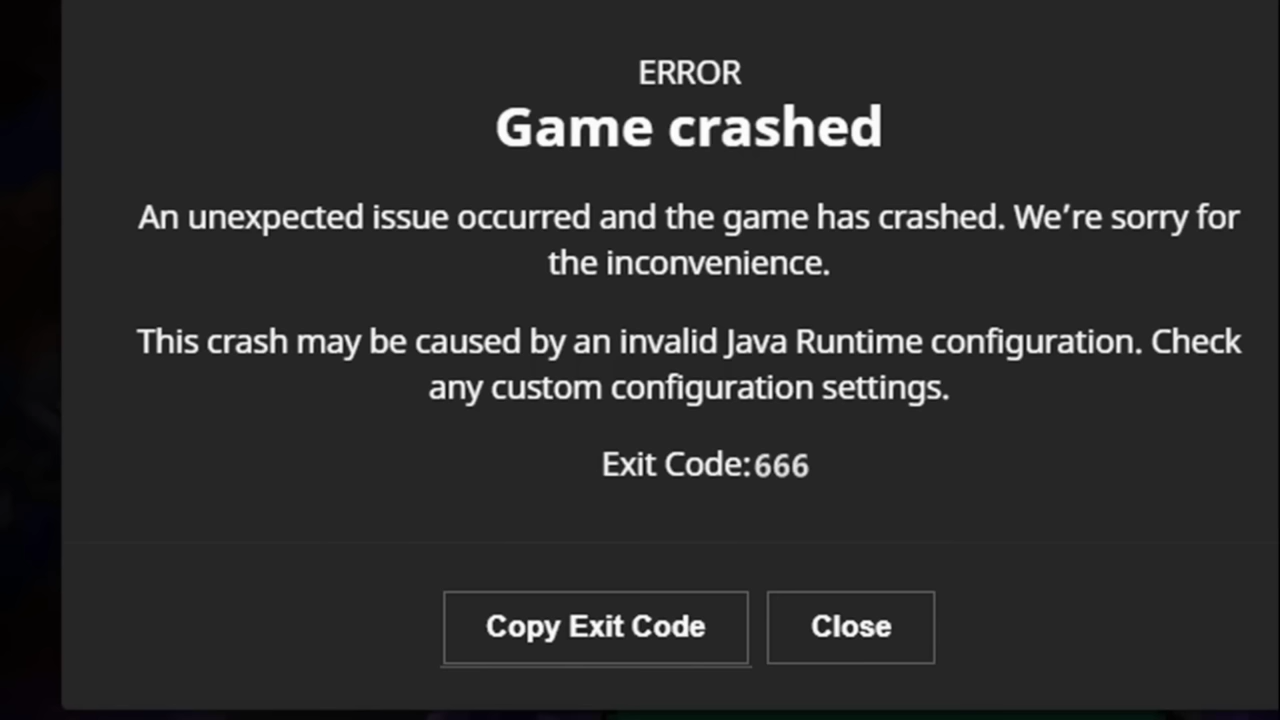 ERROR
Game crashed
An unexpected issue occurred and the game has crashed. We’re sorry for
the inconvenience.
This crash may be caused by an invalid Java Runtime configuration. Check
any custom configuration settings.
Exit Code:666
Copy Exit Code
Close